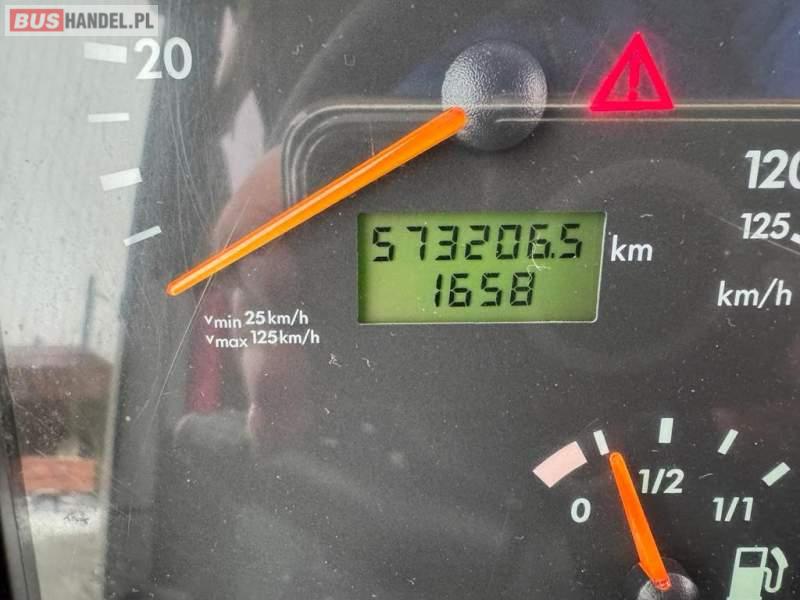 BUSHANDEL.PL
20
120
125
573206.5 km
1658
km/h
vmin 25km/h
vmax 125km/h
0
1/2
1/1